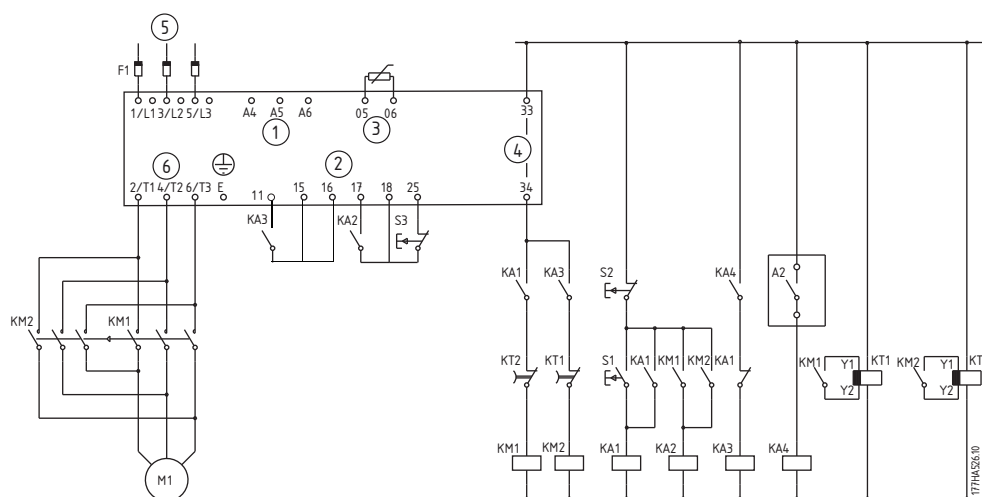 5
F1
1/L1 3/L2 5/L3 A4 A5 A6 05 06 33
1 3
6 2 4
2/T1 4/T2 6/T3 E 11 15 16 17 18 25 34
KA3 KA2 S3
KA1 KA3 S2 KA4 A2
KM2 KM1
KT2 KT1 S1 KA1 KM1 KM2 KA1 KM1 Y1 KT1 KM2 Y1 KT
Y2 Y2
KM1 KM2 KA1 KA2 KA3 KA4
M1
177HA526.10